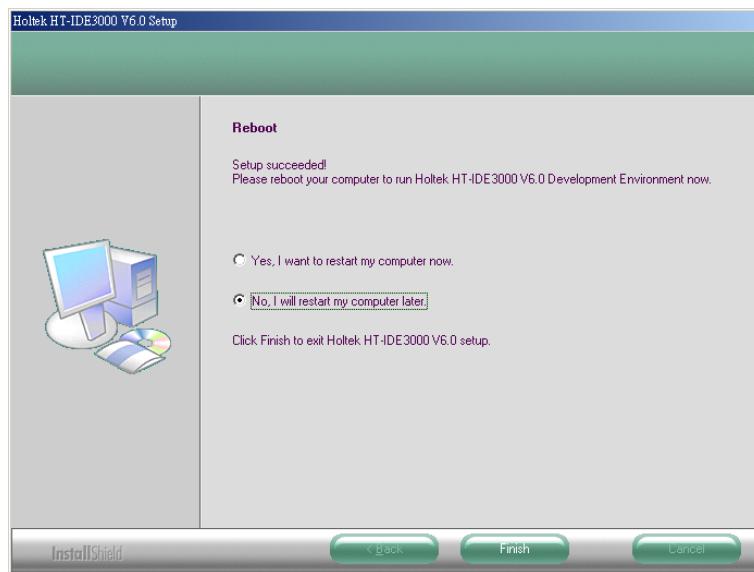 Holtek HT-IDE3000 V6.0 Setup
Reboot
Setup succeeded!
Please reboot your computer to run Holtek HT-IDE3000 V6.0 Development Environment now.
Yes, I want to restart my computer now.
No, I will restart my computer later.
Click Finish to exit Holtek HT-IDE3000 V6.0 setup.
InstallShield
< Back
Finish
Cancel